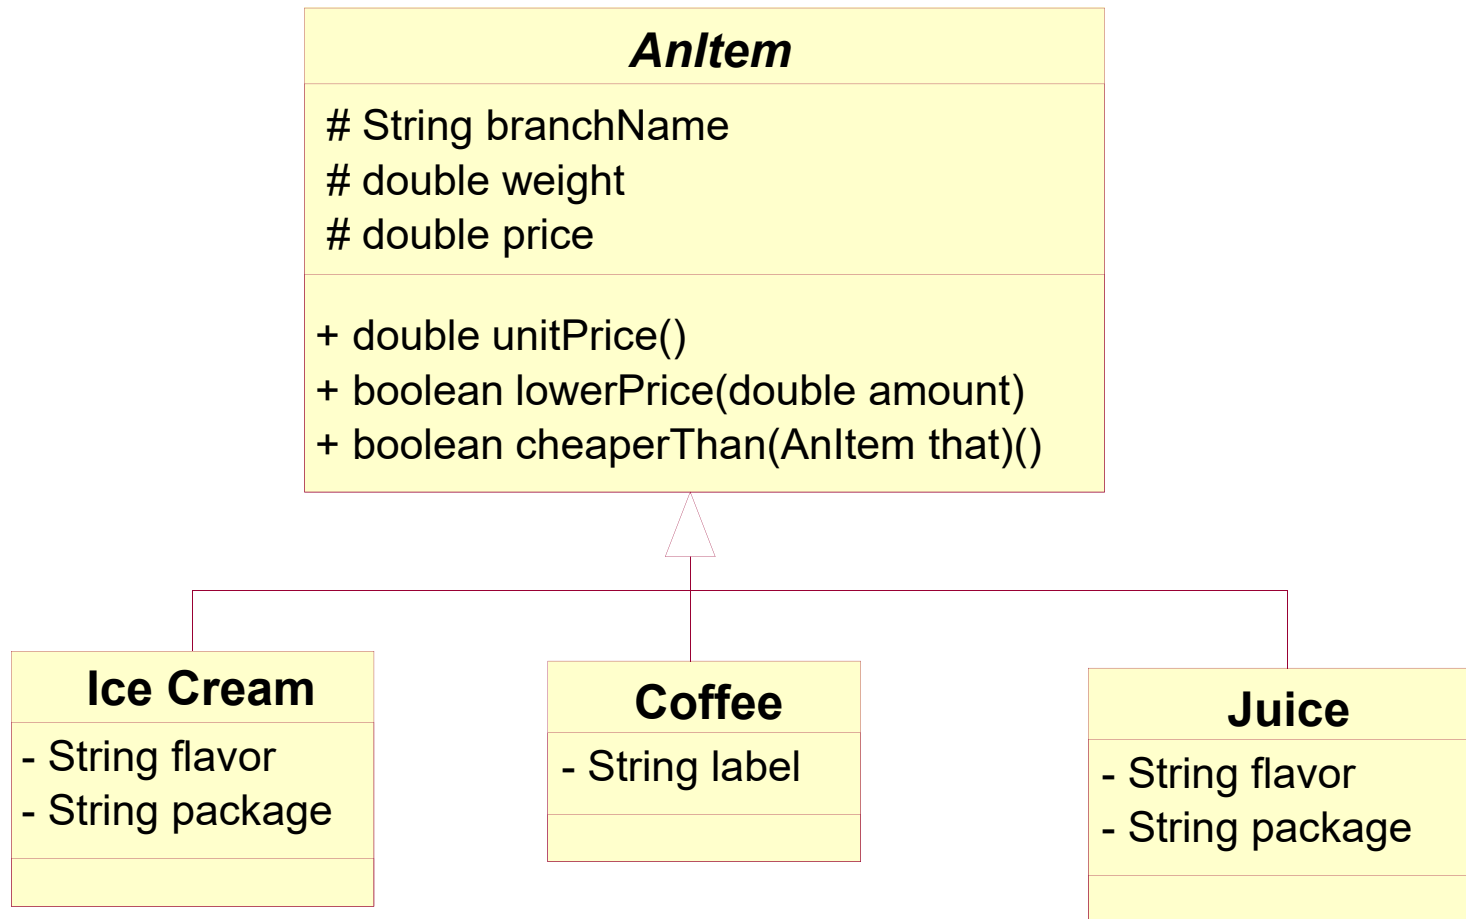 AnItem
# String branchName
# double weight
# double price
+ double unitPrice()
+ boolean lowerPrice(double amount)
+ boolean cheaperThan(AnItem that)()
Ice Cream
- String flavor
- String package
Coffee
- String label
Juice
- String flavor
- String package